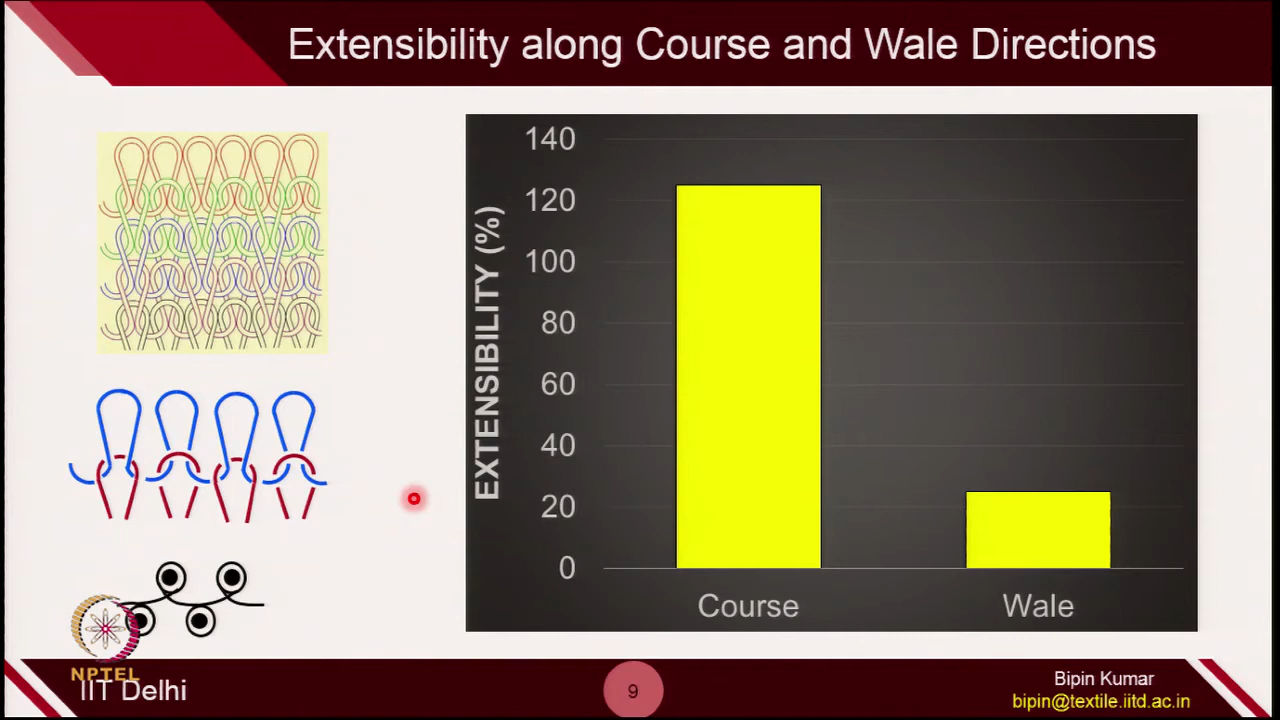 Extensibility along Course and Wale Directions
EXTENSIBILITY (%)
140
120
100
80
60
40
20
0
Course
Wale
NPTEL
IIT Delhi
9
Bipin Kumar
bipin@textile.iitd.ac.in